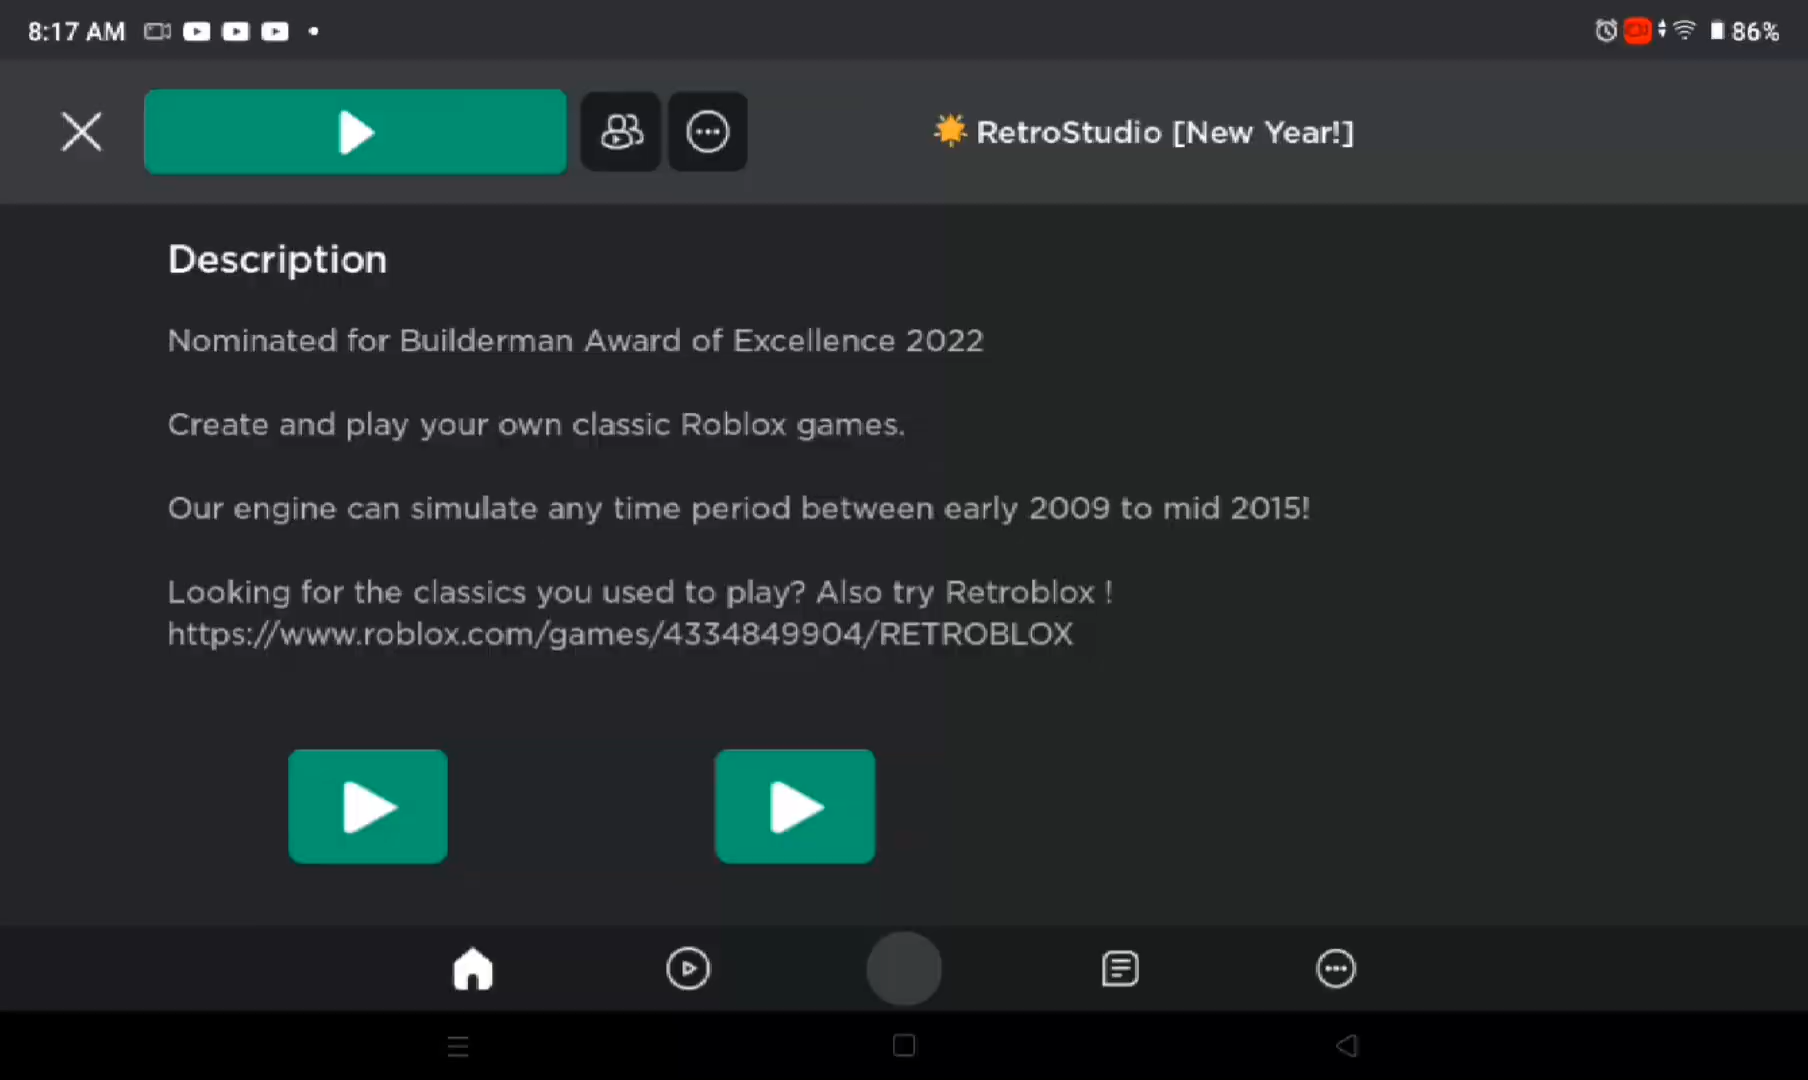 8:17 AM
86%
RetroStudio [New Year!]
Description
Nominated for Builderman Award of Excellence 2022
Create and play your own classic Roblox games.
Our engine can simulate any time period between early 2009 to mid 2015!
Looking for the classics you used to play? Also try Retroblox !
https://www.roblox.com/games/4334849904/RETROBLOX